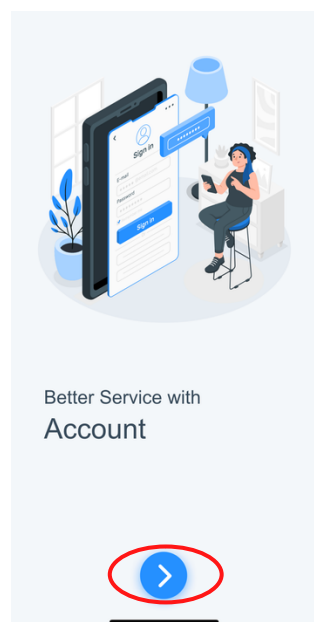 Sign in
E-mail
Password
Sign in
Better Service with
Account